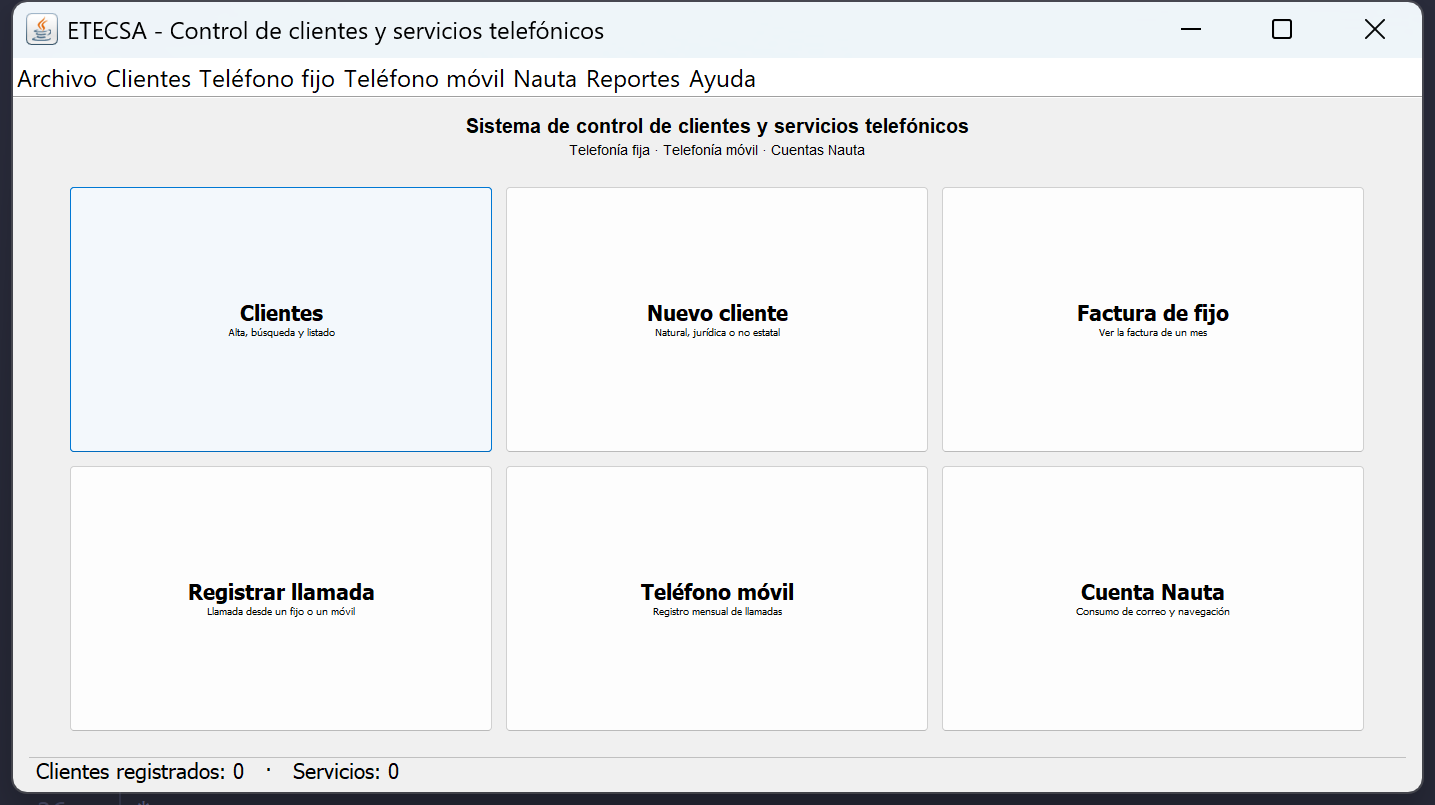 ETECSA - Control de clientes y servicios telefónicos
Archivo Clientes Teléfono fijo Teléfono móvil Nauta Reportes Ayuda
Sistema de control de clientes y servicios telefónicos
Telefonía fija · Telefonía móvil · Cuentas Nauta
Clientes
Alta, búsqueda y listado
Nuevo cliente
Natural, jurídica o no estatal
Factura de fijo
Ver la factura de un mes
Registrar llamada
Llamada desde un fijo o un móvil
Teléfono móvil
Registro mensual de llamadas
Cuenta Nauta
Consumo de correo y navegación
Clientes registrados: 0 · Servicios: 0